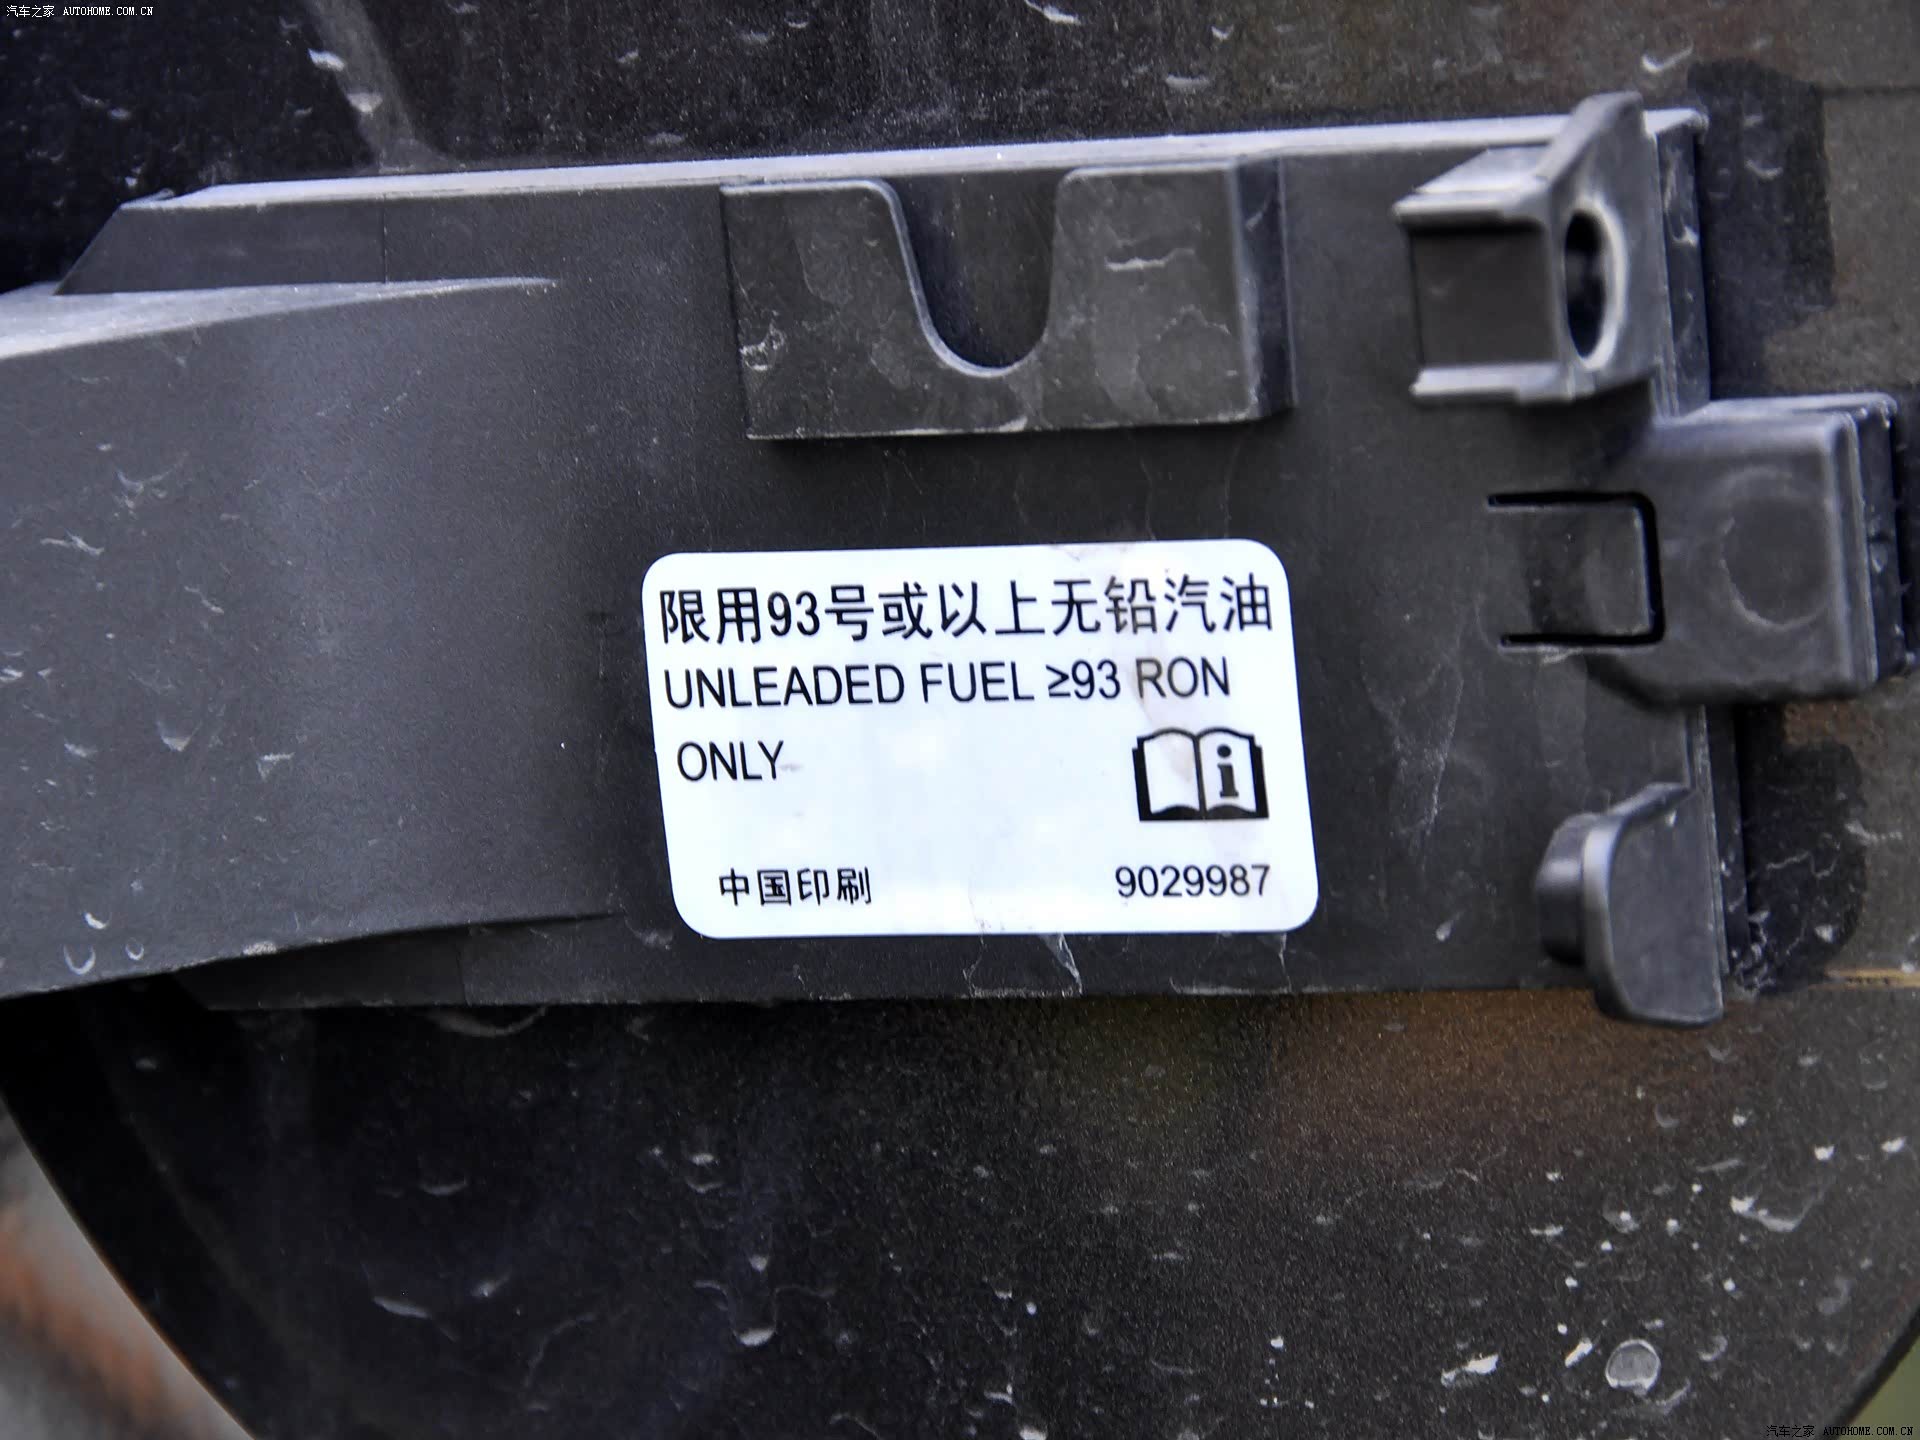 汽车之家 AUTOHOME.COM.CN
限用93号或以上无铅汽油
UNLEADED FUEL ≥93 RON
ONLY
i
中国印刷 9029987
汽车之家 AUTOHOME.COM.CN